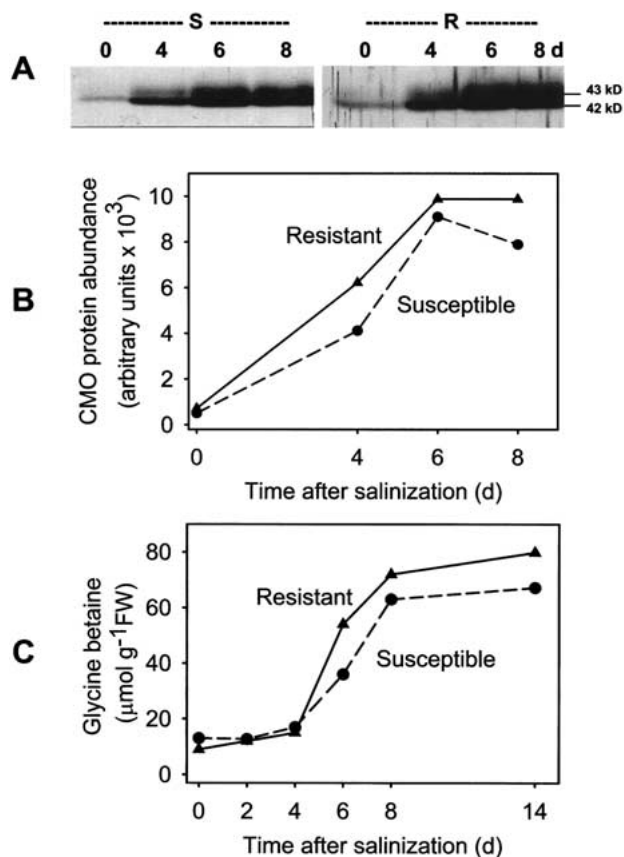 -------- S -------- -------- R --------
0 4 6 8 0 4 6 8 d
A
43 kD
42 kD
B
CMO protein abundance
(arbitrary units x 10³)
10
8
6
4
2
0
Resistant
Susceptible
0 4 6 8
Time after salinization (d)
C
Glycine betaine
(μmol g⁻¹FW)
80
60
40
20
0
Resistant
Susceptible
0 2 4 6 8 14
Time after salinization (d)